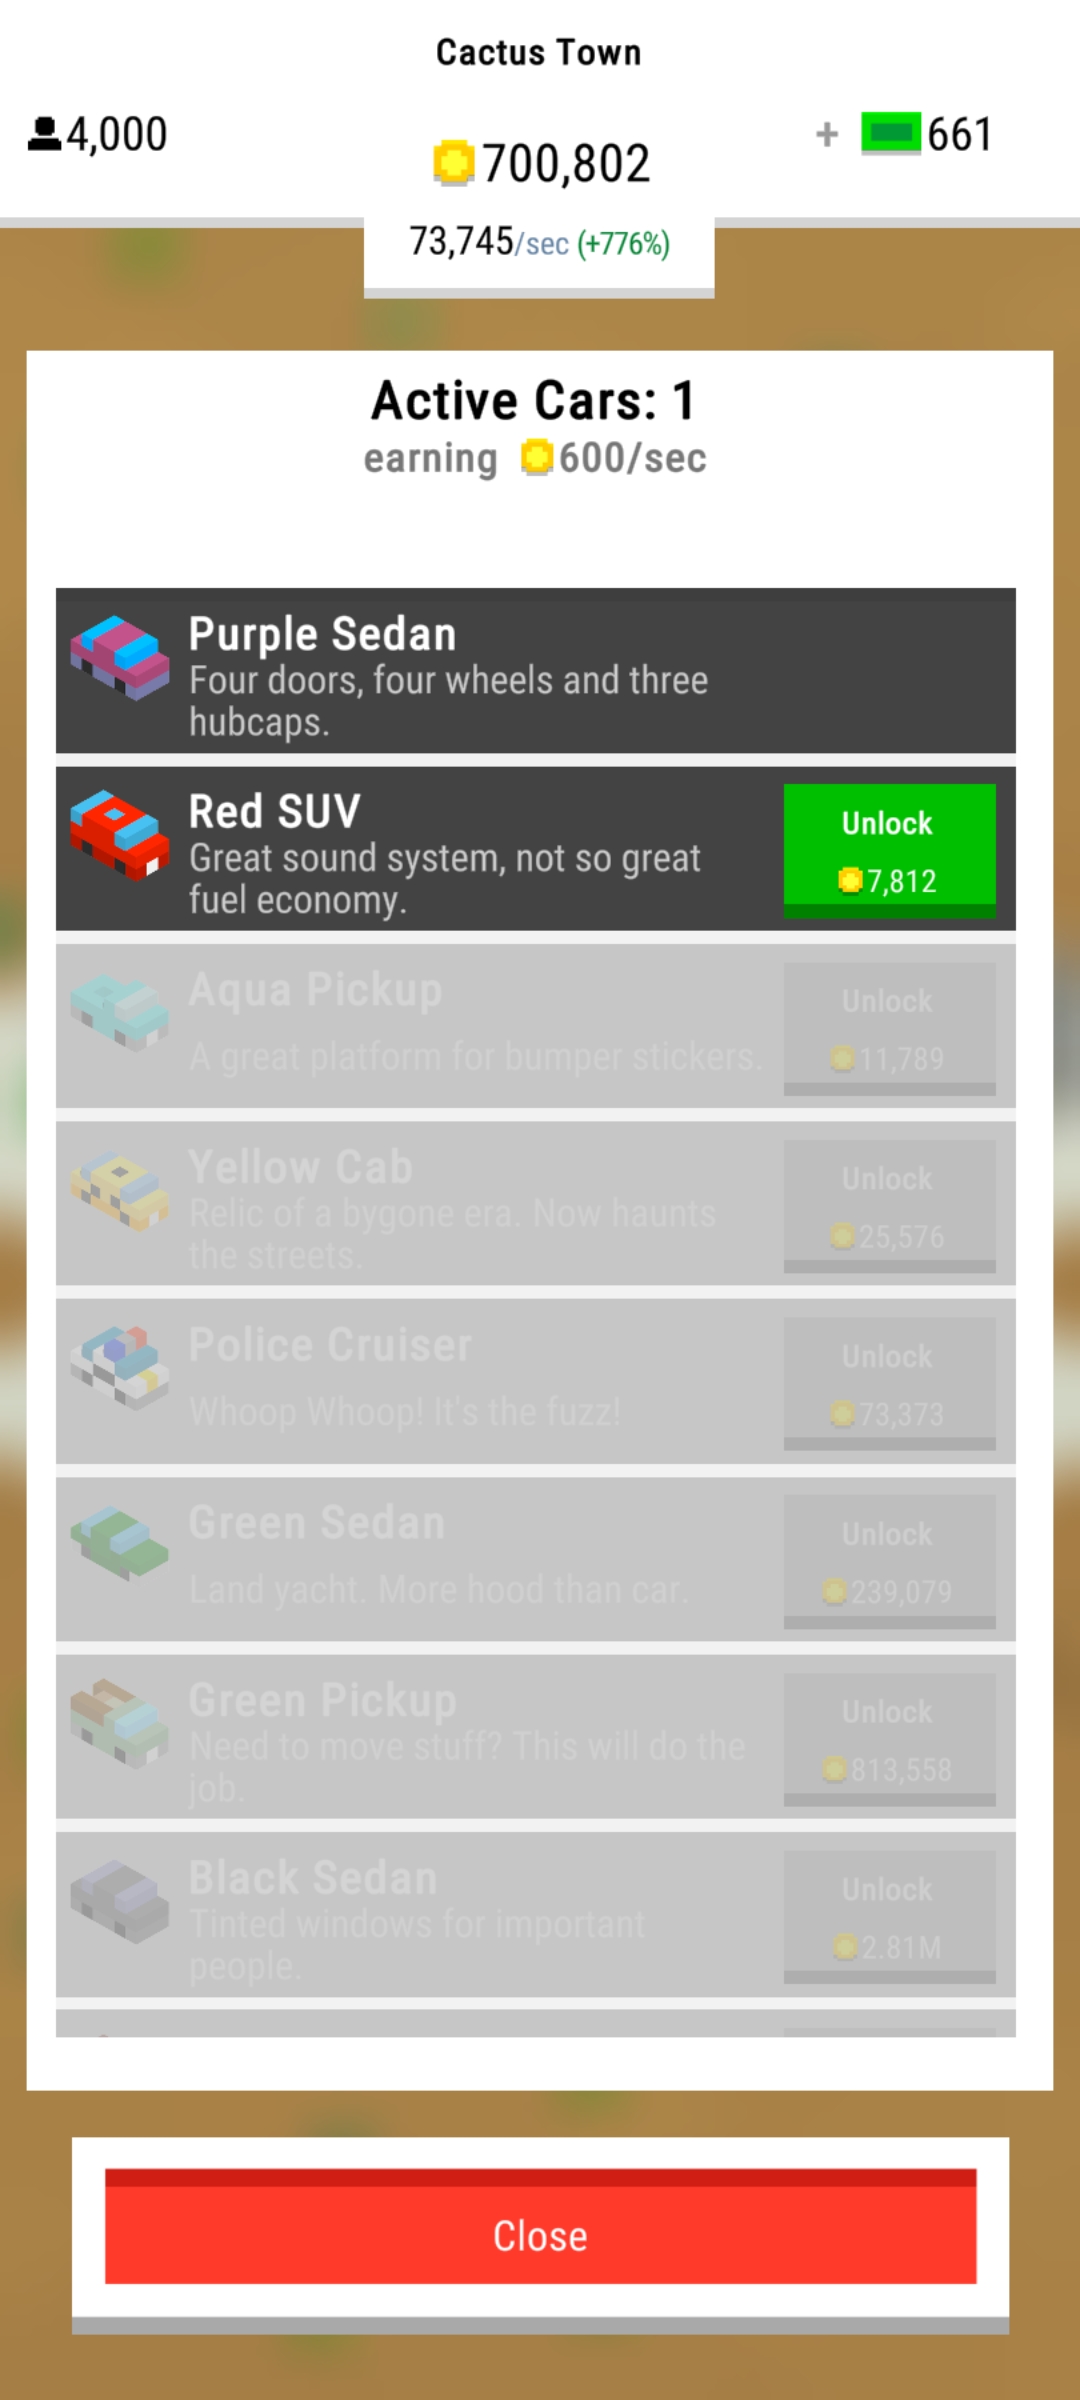 Cactus Town
4,000
700,802
+ 661
73,745/sec (+776%)
Active Cars: 1
earning 600/sec
Purple Sedan
Four doors, four wheels and three
hubcaps.
Red SUV
Great sound system, not so great
fuel economy.
Unlock
7,812
Aqua Pickup
A great platform for bumper stickers.
Unlock
11,789
Yellow Cab
Relic of a bygone era. Now haunts
the streets.
Unlock
25,576
Police Cruiser
Whoop Whoop! It's the fuzz!
Unlock
73,373
Green Sedan
Land yacht. More hood than car.
Unlock
239,079
Green Pickup
Need to move stuff? This will do the
job.
Unlock
813,558
Black Sedan
Tinted windows for important
people.
Unlock
2.81M
Close